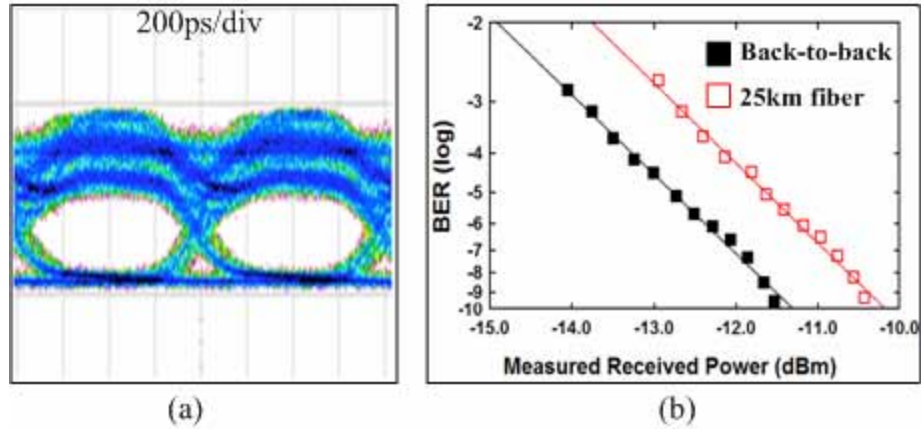 200ps/div
BER (log)
-2
-3
-4
-5
-6
-7
-8
-9
-10
Back-to-back
25km fiber
-15.0 -14.0 -13.0 -12.0 -11.0 -10.0
Measured Received Power (dBm)
(a)
(b)